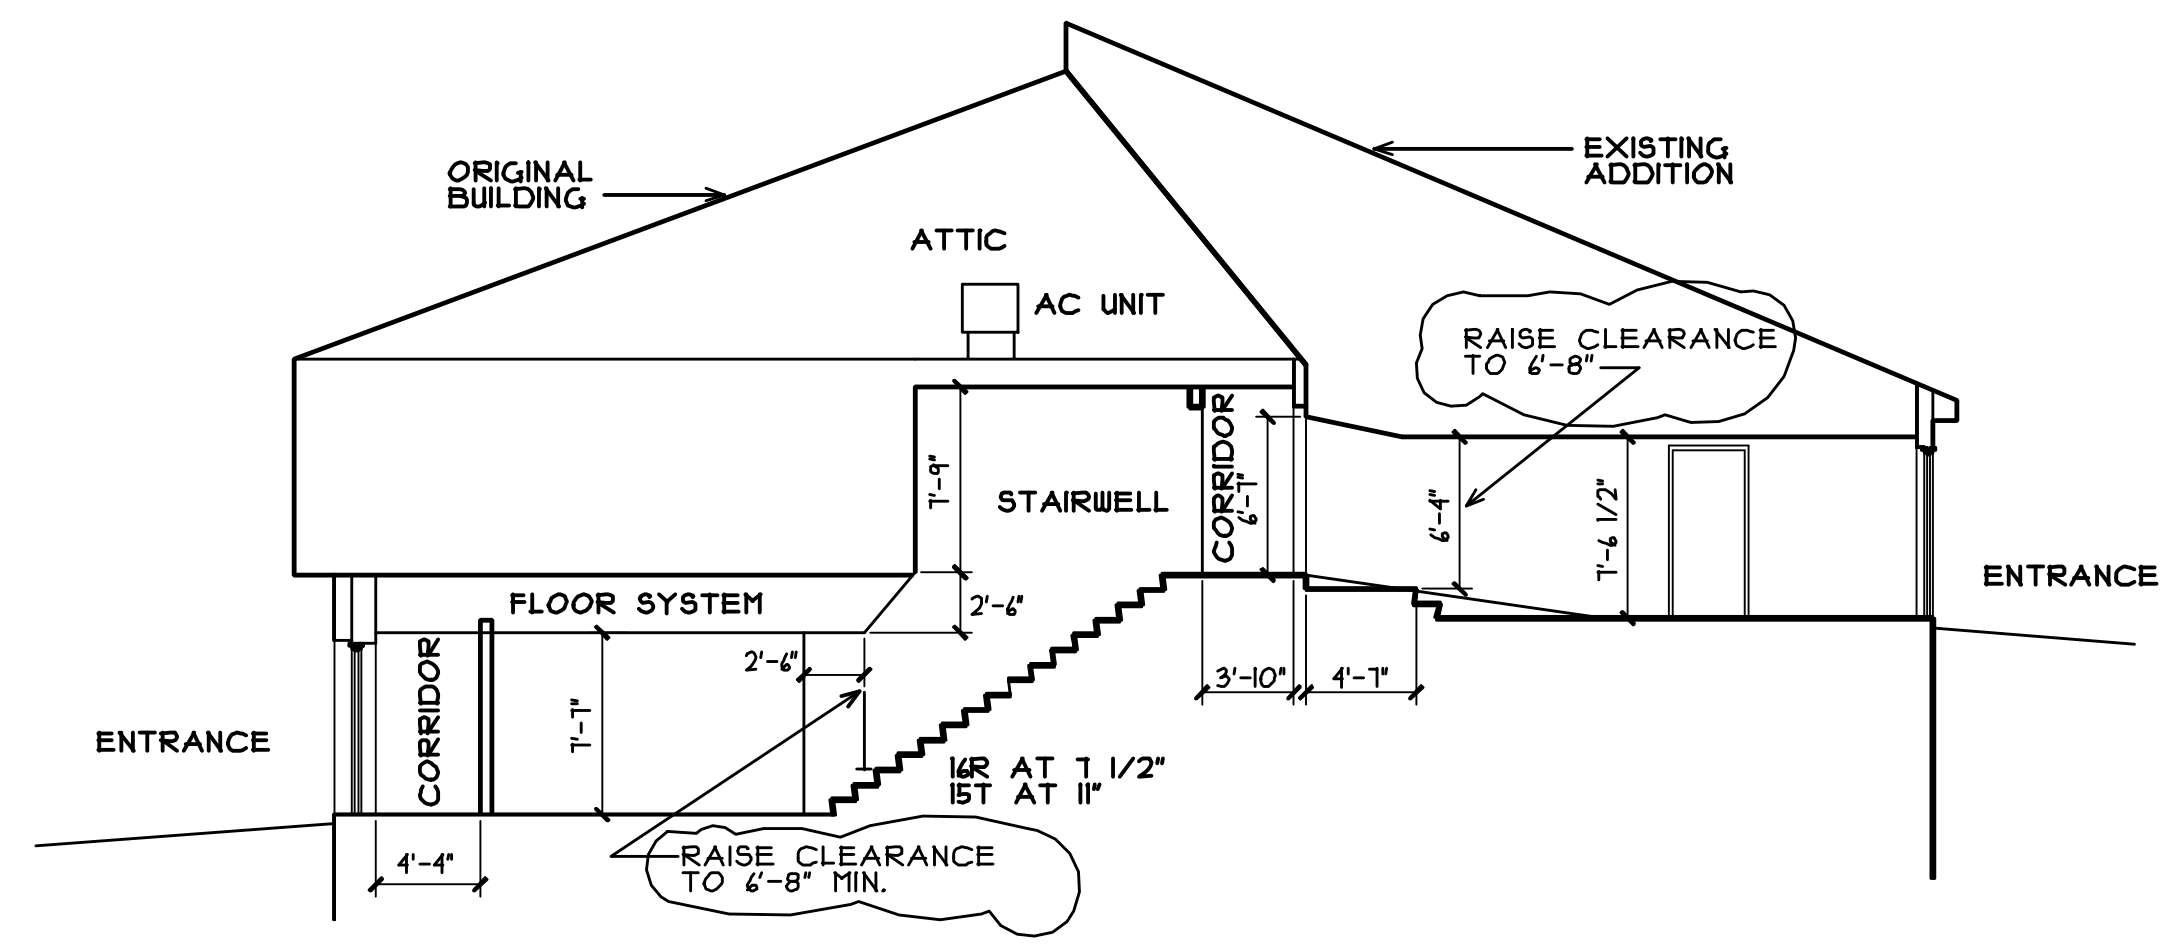 ORIGINAL
BUILDING
EXISTING
ADDITION
ATTIC
AC UNIT
RAISE CLEARANCE
TO 6'-8"
7'-9"
STAIRWELL
CORRIDOR
6'-7"
6'-4"
7'-6 1/2"
ENTRANCE
FLOOR SYSTEM
2'-6"
2'-6"
CORRIDOR
7'-7"
3'-10"
4'-7"
ENTRANCE
16R AT 7 1/2"
15T AT 11"
4'-4"
RAISE CLEARANCE
TO 6'-8" MIN.